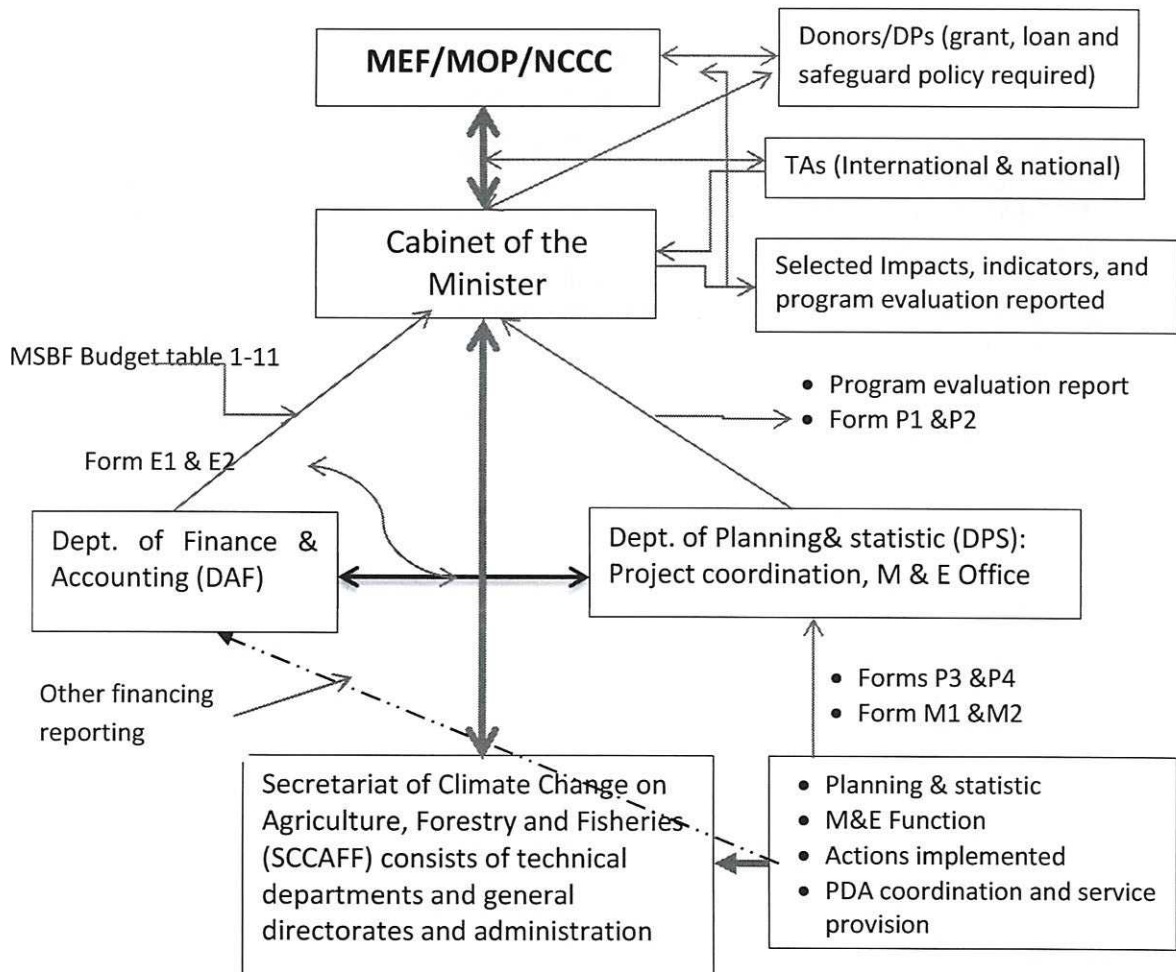 MEF/MOP/NCCC
Donors/DPs (grant, loan and
safeguard policy required)
TAs (International & national)
Cabinet of the
Minister
Selected Impacts, indicators, and
program evaluation reported
MSBF Budget table 1-11
• Program evaluation report
• Form P1 &P2
Form E1 & E2
Dept. of Finance &
Accounting (DAF)
Dept. of Planning& statistic (DPS):
Project coordination, M & E Office
Other financing
reporting
• Forms P3 &P4
• Form M1 &M2
Secretariat of Climate Change on
Agriculture, Forestry and Fisheries
(SCCAFF) consists of technical
departments and general
directorates and administration
• Planning & statistic
• M&E Function
• Actions implemented
• PDA coordination and service
provision